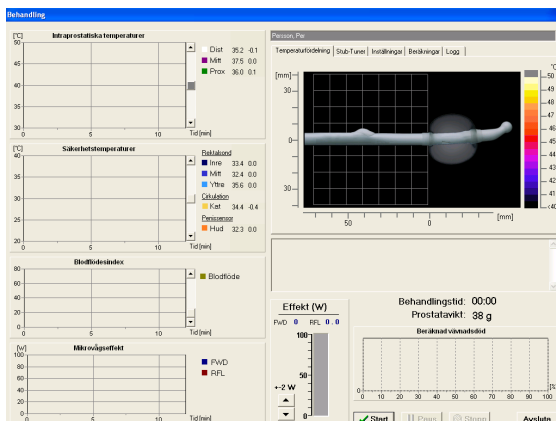 Behandling
[°C] Intraprostatiska temperaturer
50
45
40
35
30
0 5 10 Tid [min]
Dist 35.2 -0.1
Mitt 37.5 0.0
Prox 36.0 0.1
[°C] Säkerhetstemperaturer
40
35
30
25
20
0 5 10 Tid [min]
Rektalsond
Inre 33.4 0.0
Mitt 32.4 0.0
Yttre 35.6 0.0
Cirkulation
Kat 34.4 -0.4
Penissensor
Hud 32.3 0.0
Blodflödesindex
80
60
40
20
0
0 5 10 Tid [min]
Blodflöde
[W] Mikrovågseffekt
100
80
60
40
20
0
0 5 10 Tid [min]
FWD
RFL
Persson, Per
Temperaturfördelning Stub-Tuner Inställningar Beräkningar Logg
[mm]
30
0
30
50 0 [mm]
°C
50
49
48
47
46
45
44
43
42
41
<40
Effekt (W)
FWD 0 RFL 0.0
100
50
0
+-2 W
Behandlingstid: 00:00
Prostatavikt: 38 g
Beräknad vävnadsdöd
0
0 10 20 30 40 50 60 70 80 90 100 [%]
Start Paus Stopp Avsluta